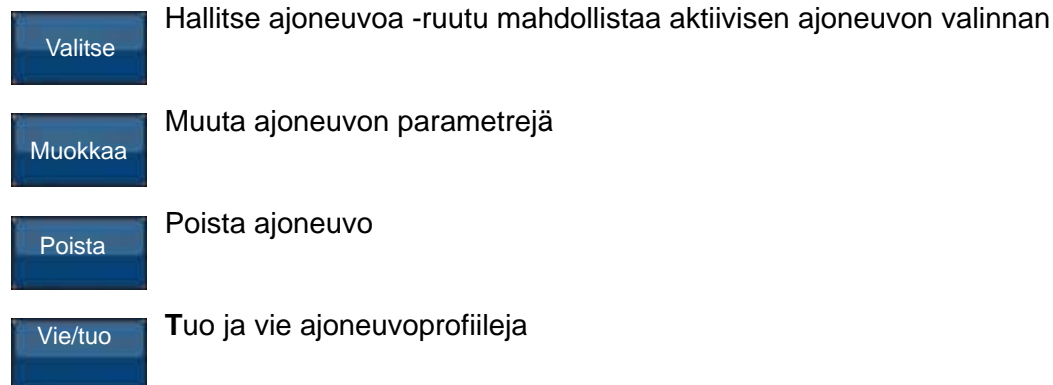 Valitse
Hallitse ajoneuvoa -ruutu mahdollistaa aktiivisen ajoneuvon valinnan
Muokkaa
Muuta ajoneuvon parametrejä
Poista
Poista ajoneuvo
Vie/tuo
Tuo ja vie ajoneuvoprofiileja